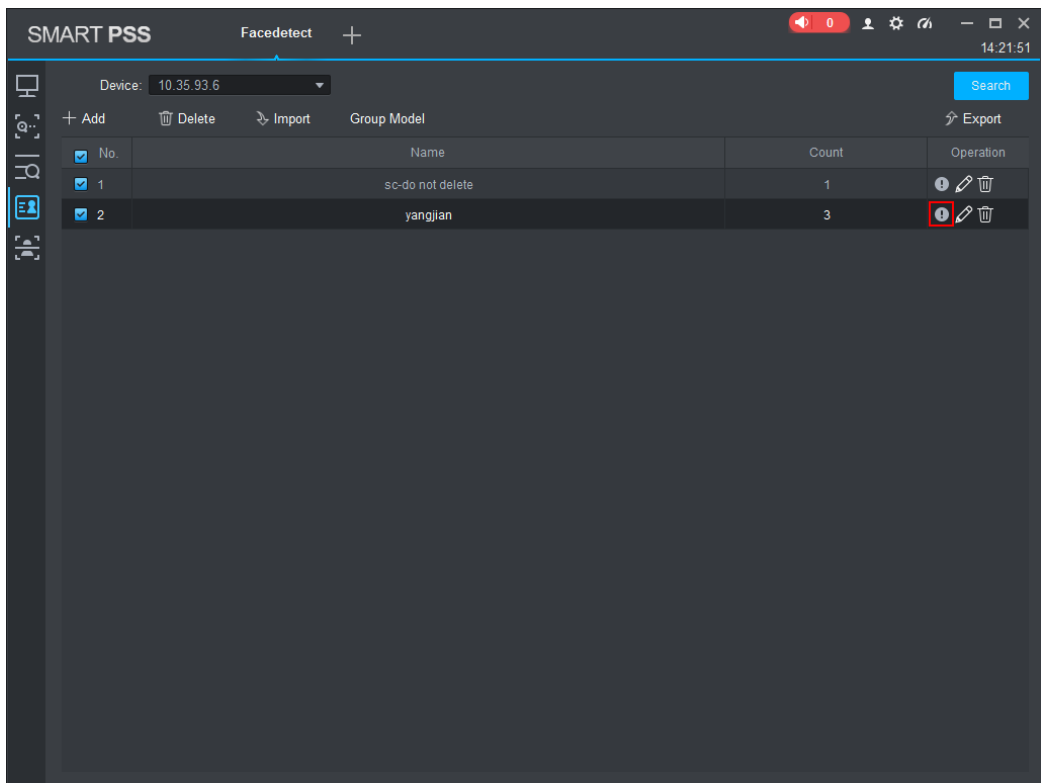 SMART PSS Facedetect 0
14:21:51
Device: 10.35.93.6 Search
Add Delete Import Group Model Export
No. Name Count Operation
1 sc-do not delete 1
2 yangjian 3